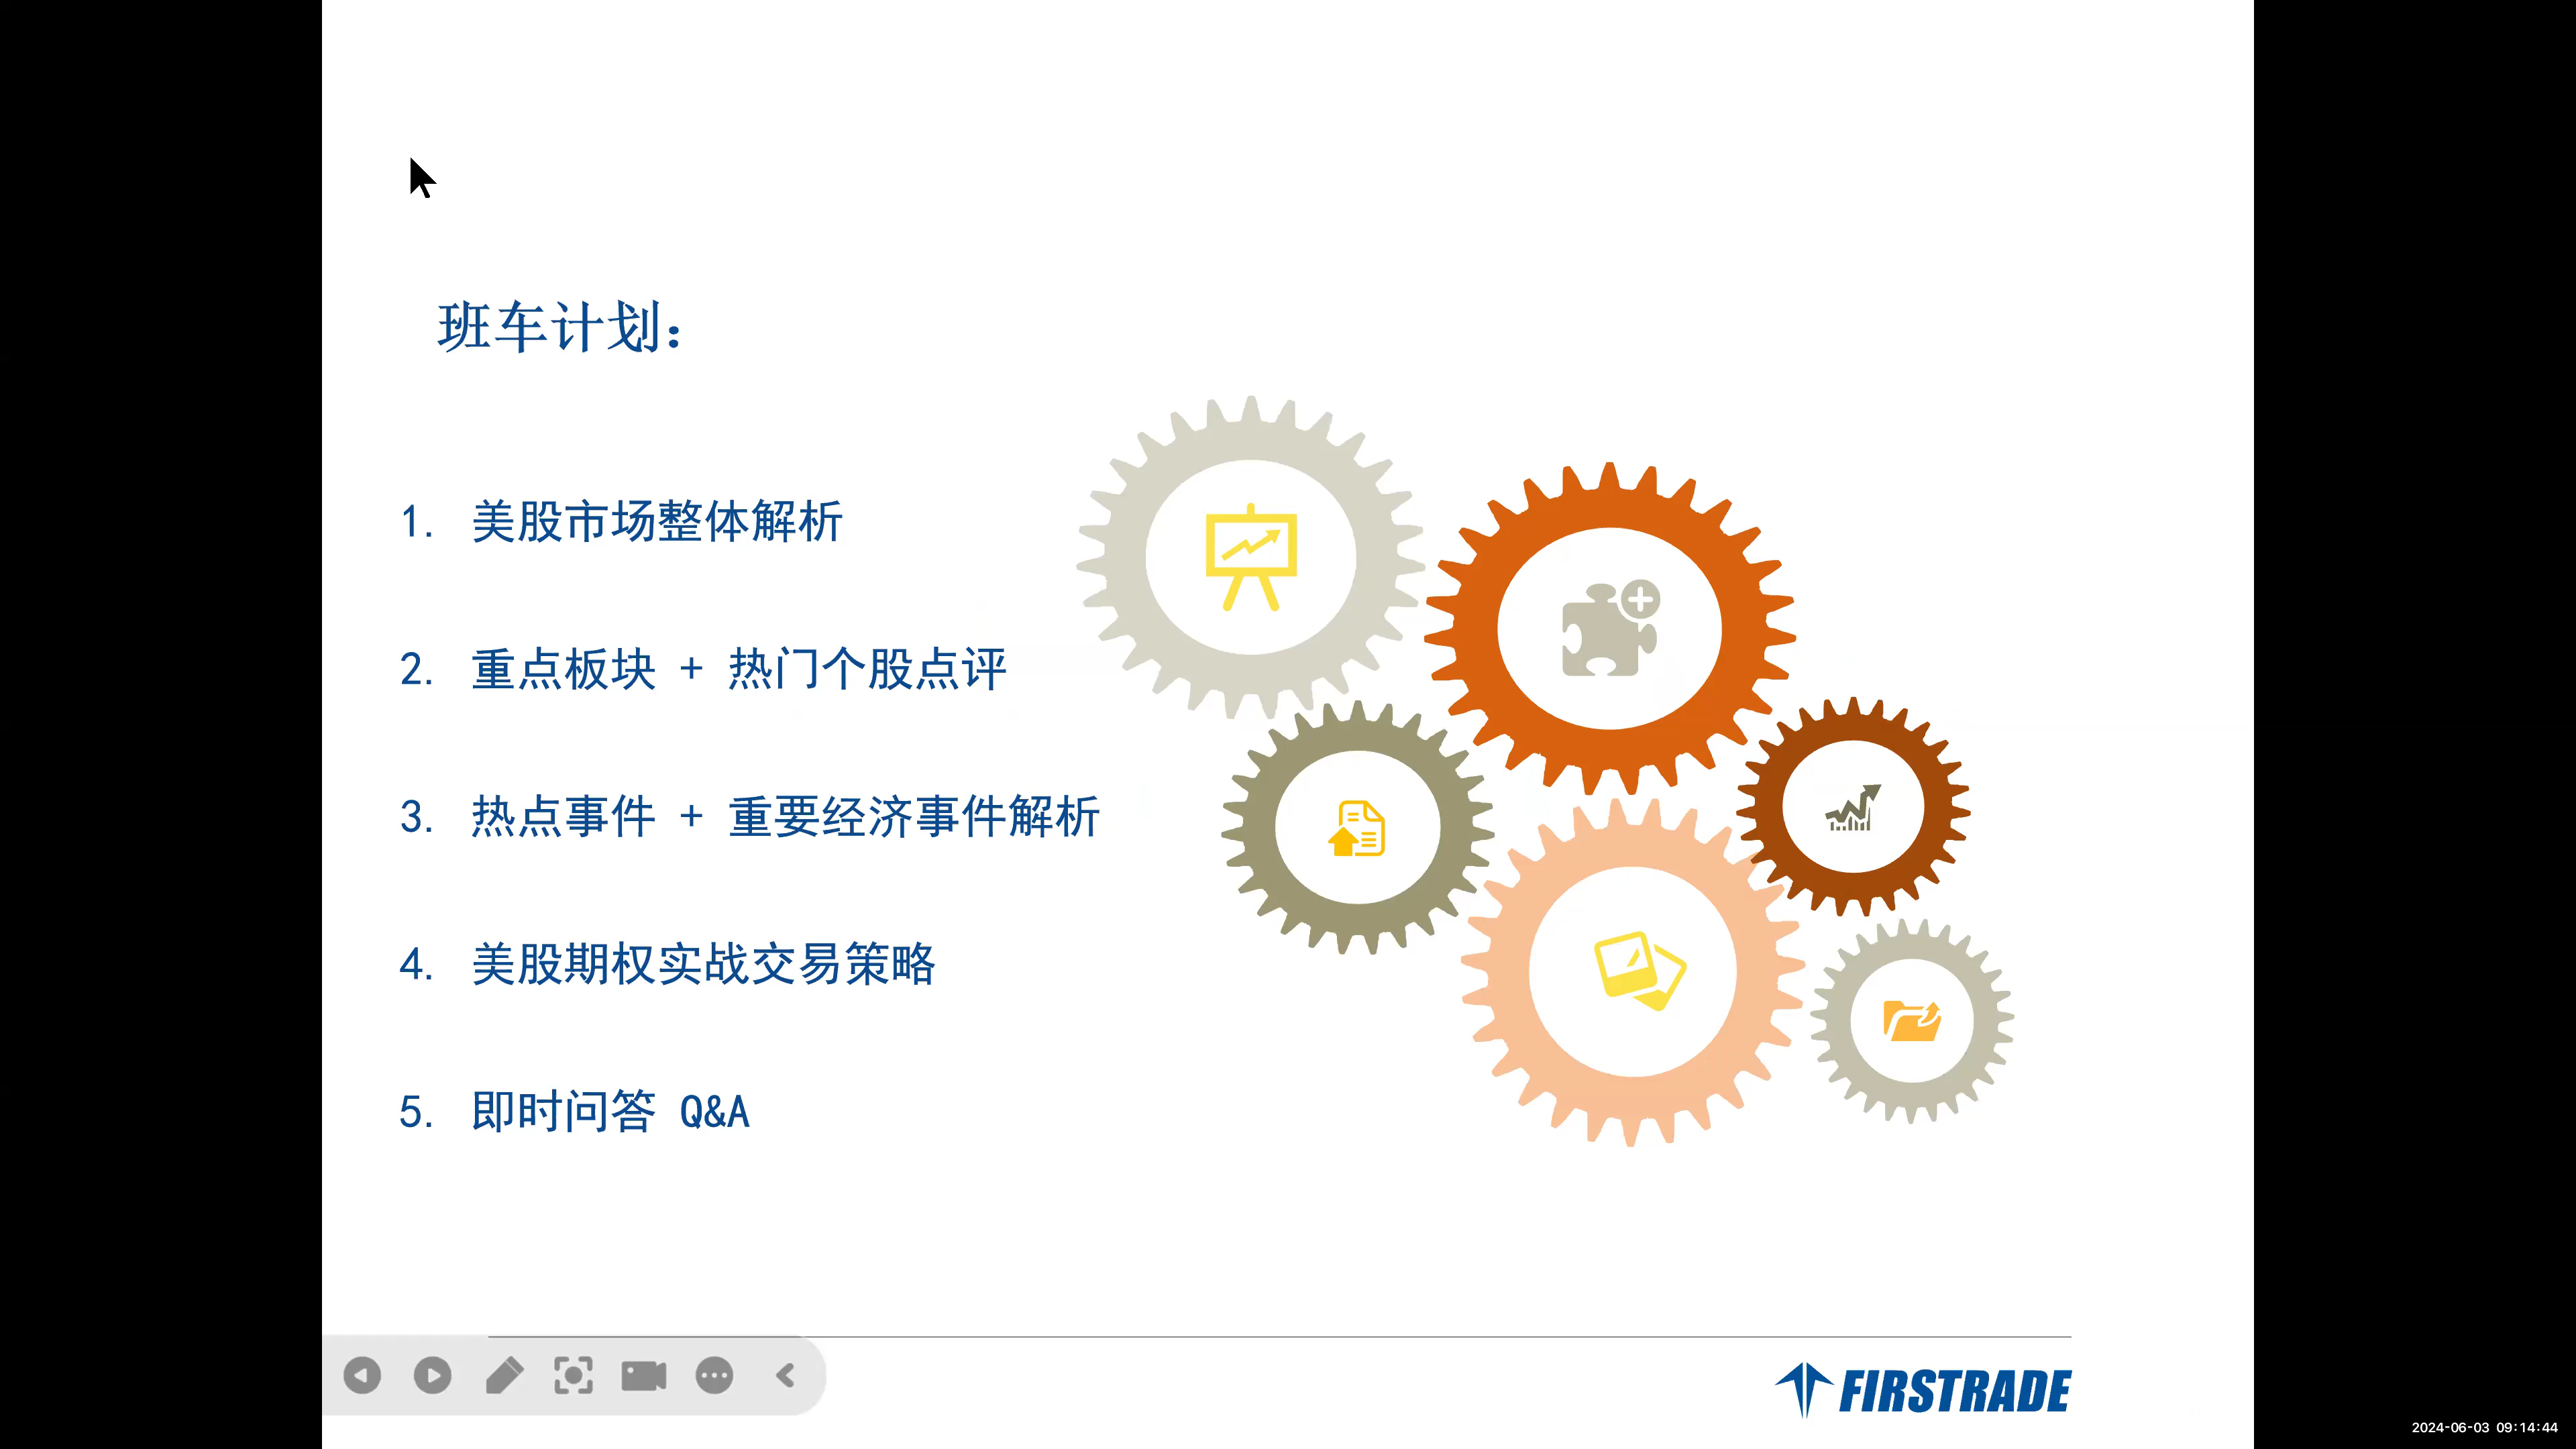 班车计划：
1. 美股市场整体解析
2. 重点板块 + 热门个股点评
3. 热点事件 + 重要经济事件解析
4. 美股期权实战交易策略
5. 即时问答 Q&A
FIRSTRADE
2024-06-03 09:14:44